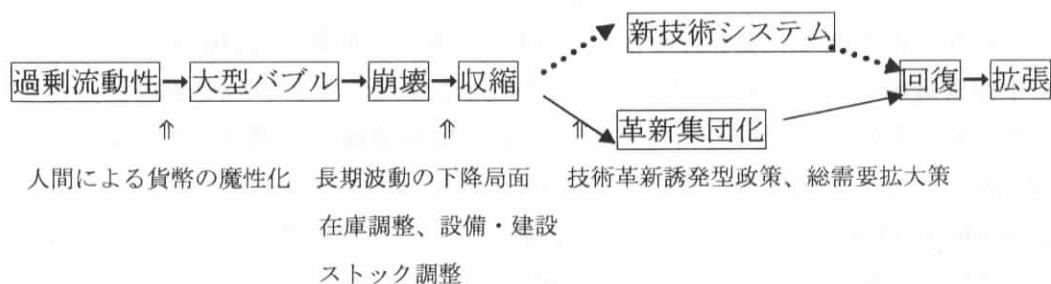 新技術システム
過剰流動性→大型バブル→崩壊→収縮 回復→拡張
革新集団化
⇑ ⇑ ⇑
人間による貨幣の魔性化 長期波動の下降局面 技術革新誘発型政策、総需要拡大策
在庫調整、設備・建設
ストック調整